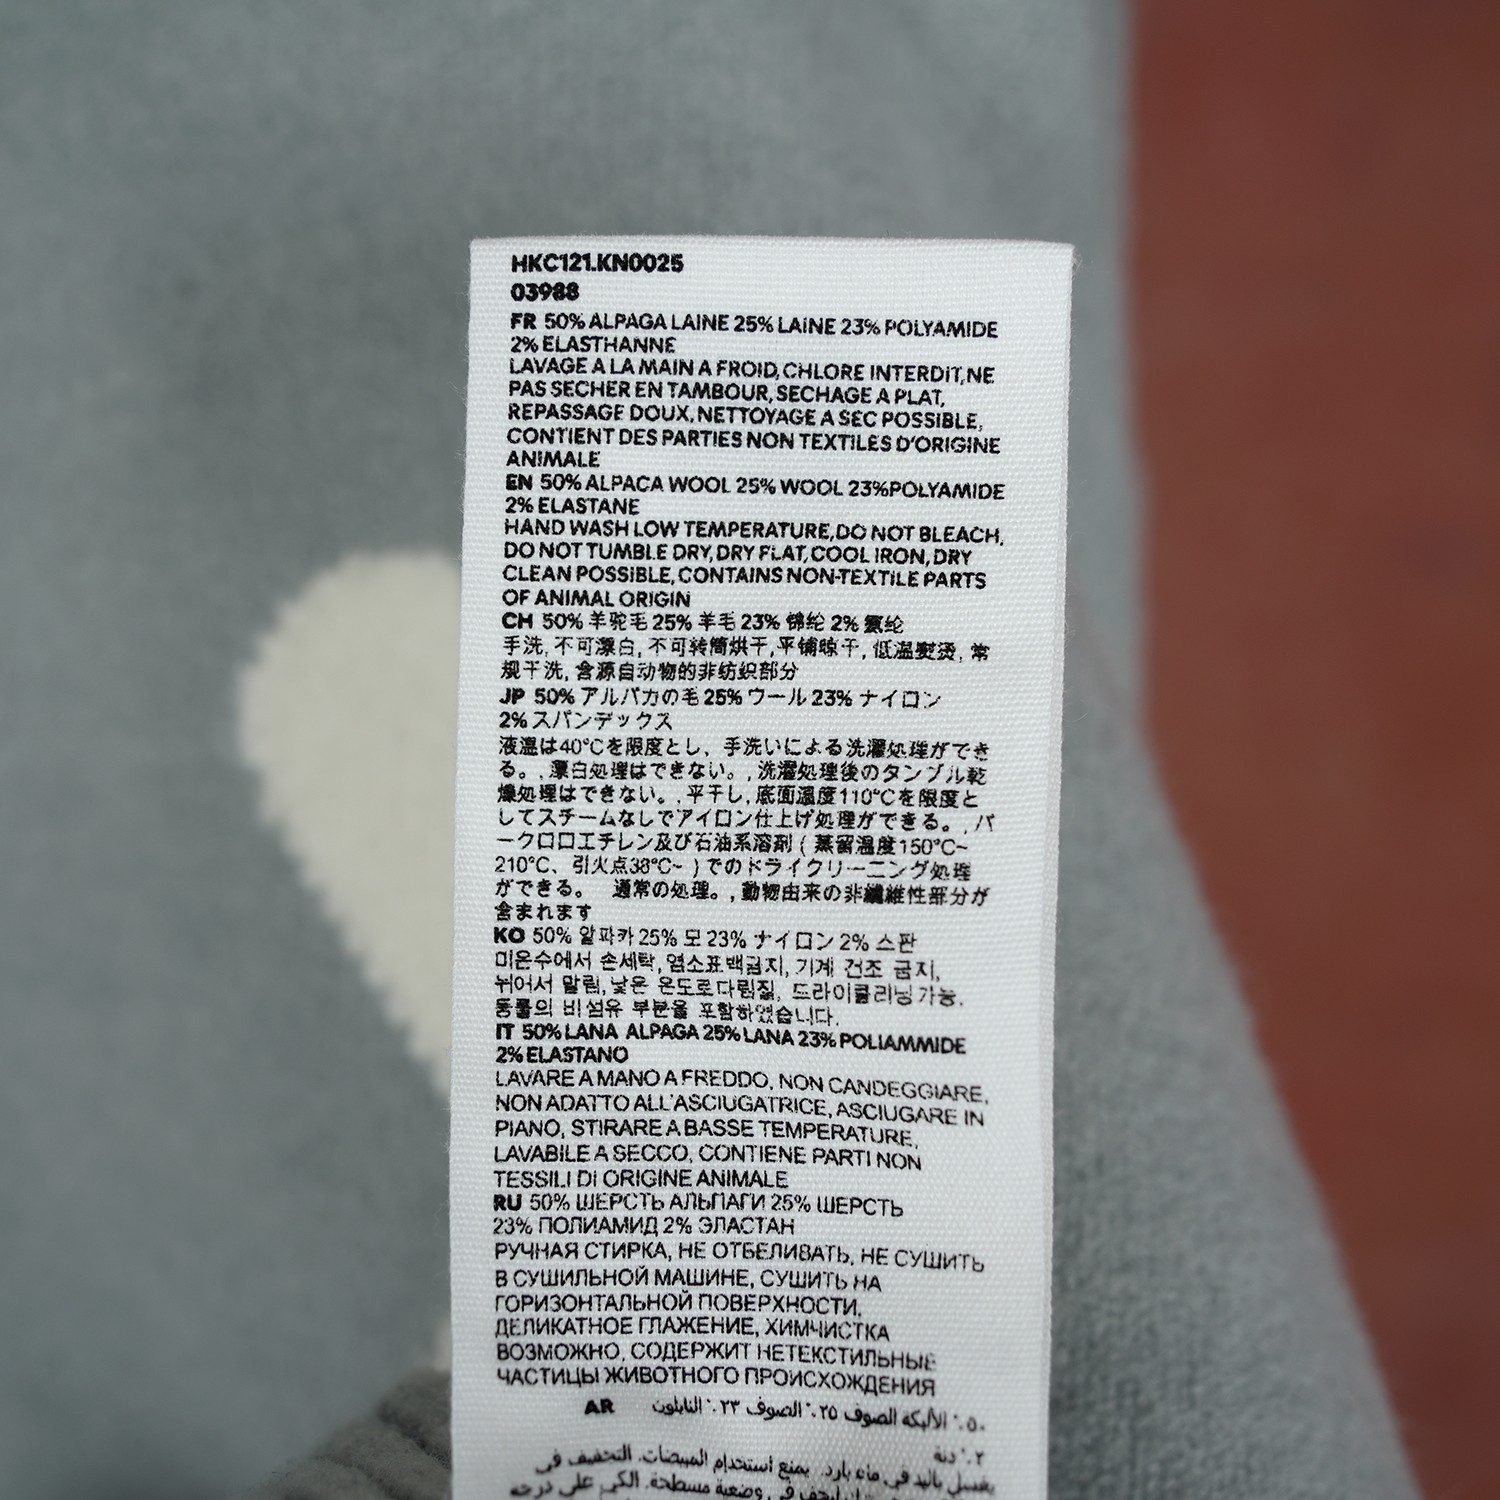 HKC121.KN0025
03988
FR 50% ALPAGA LAINE 25% LAINE 23% POLYAMIDE
2% ELASTHANNE
LAVAGE A LA MAIN A FROID, CHLORE INTERDIT, NE
PAS SECHER EN TAMBOUR, SECHAGE A PLAT,
REPASSAGE DOUX, NETTOYAGE A SEC POSSIBLE,
CONTIENT DES PARTIES NON TEXTILES D'ORIGINE
ANIMALE
EN 50% ALPACA WOOL 25% WOOL 23%POLYAMIDE
2% ELASTANE
HAND WASH LOW TEMPERATURE, DO NOT BLEACH,
DO NOT TUMBLE DRY, DRY FLAT, COOL IRON, DRY
CLEAN POSSIBLE, CONTAINS NON-TEXTILE PARTS
OF ANIMAL ORIGIN
CH 50% 羊驼毛 25% 羊毛 23% 锦纶 2% 氨纶
手洗, 不可漂白, 不可转筒烘干, 平铺晾干, 低温熨烫, 常
规干洗, 含源自动物的非纺织部分
JP 50% アルパカの毛 25% ウール 23% ナイロン
2% スパンデックス
液温は40°Cを限度とし、手洗いによる洗濯処理ができ
る。, 漂白処理はできない。, 洗濯処理後のタンブル乾
燥処理はできない。, 平干し, 底面温度110°Cを限度と
してスチームなしでアイロン仕上げ処理ができる。, パ
ークロロエチレン及び石油系溶剤 ( 蒸留温度150°C~
210°C、引火点38°C~ ) でのドライクリーニング処理
ができる。 通常の処理。, 動物由来の非繊維性部分が
含まれます
KO 50% 알파카 25% 모 23% ナイロン 2% 스판
미온수에서 손세탁, 염소표백금지, 기계 건조 금지,
뉘어서 말림, 낮은 온도로다림질, 드라이클리닝가능.
동물의 비섬유 부분을 포함하였습니다.
IT 50% LANA ALPAGA 25% LANA 23% POLIAMMIDE
2% ELASTANO
LAVARE A MANO A FREDDO, NON CANDEGGIARE,
NON ADATTO ALL'ASCIUGATRICE, ASCIUGARE IN
PIANO, STIRARE A BASSE TEMPERATURE,
LAVABILE A SECCO, CONTIENE PARTI NON
TESSILI DI ORIGINE ANIMALE
RU 50% ШЕРСТЬ АЛЬПАГИ 25% ШЕРСТЬ
23% ПОЛИАМИД 2% ЭЛАСТАН
РУЧНАЯ СТИРКА, НЕ ОТБЕЛИВАТЬ, НЕ СУШИТЬ
В СУШИЛЬНОЙ МАШИНЕ, СУШИТЬ НА
ГОРИЗОНТАЛЬНОЙ ПОВЕРХНОСТИ,
ДЕЛИКАТНОЕ ГЛАЖЕНИЕ, ХИМЧИСТКА
ВОЗМОЖНО, СОДЕРЖИТ НЕТЕКСТИЛЬНЫЕ
ЧАСТИЦЫ ЖИВОТНОГО ПРОИСХОЖДЕНИЯ
AR ٥٠٪ الألبكة الصوف ٢٥٪ الصوف ٢٣٪ النايلون
يغسل باليد في ماء بارد. يمنع استخدام المبيضات. التجفيف في
في وضعية مسطحة. الكي على درجة